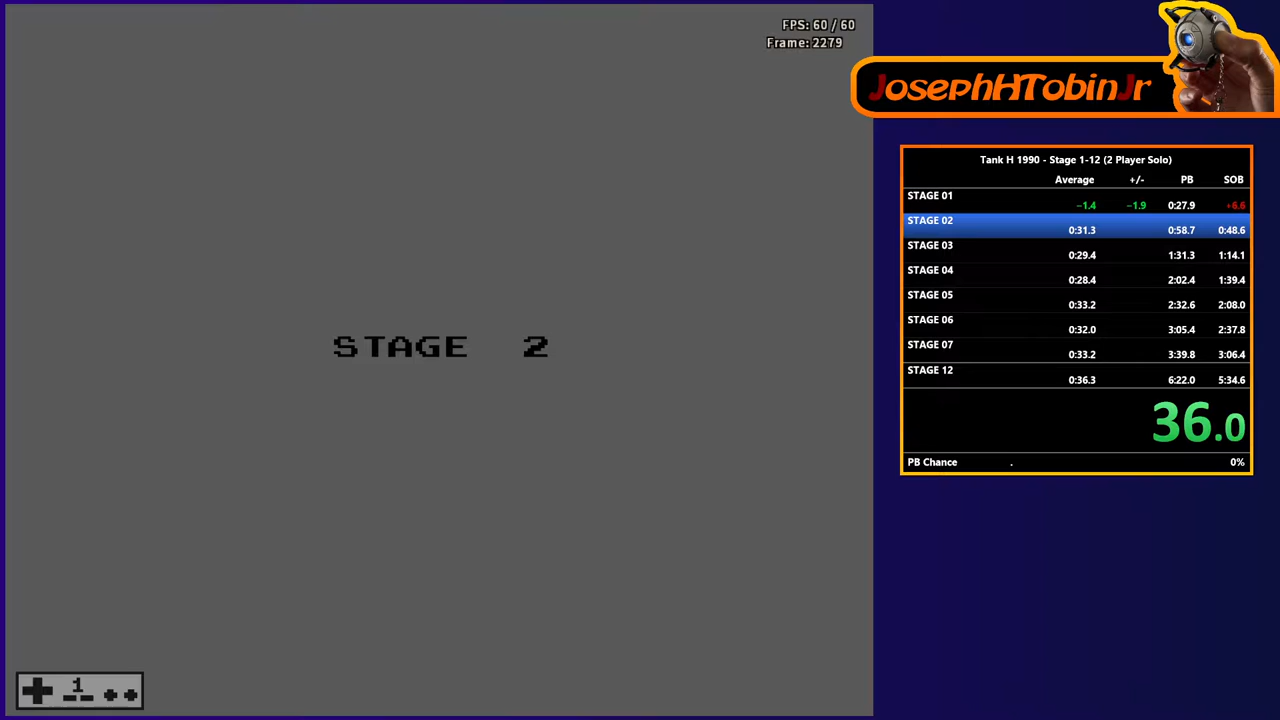 FPS: 60 / 60
Frame: 2279
JosephHTobinJr
Tank H 1990 - Stage 1-12 (2 Player Solo)
Average +/- PB SOB
STAGE 01 −1.4 −1.9 0:27.9 +6.6
STAGE 02 0:31.3 0:58.7 0:48.6
STAGE 03 0:29.4 1:31.3 1:14.1
STAGE 04 0:28.4 2:02.4 1:39.4
STAGE 05 0:33.2 2:32.6 2:08.0
STAGE 06 0:32.0 3:05.4 2:37.8
STAGE 07 0:33.2 3:39.8 3:06.4
STAGE 12 0:36.3 6:22.0 5:34.6
36.0
PB Chance . 0%
STAGE 2
1